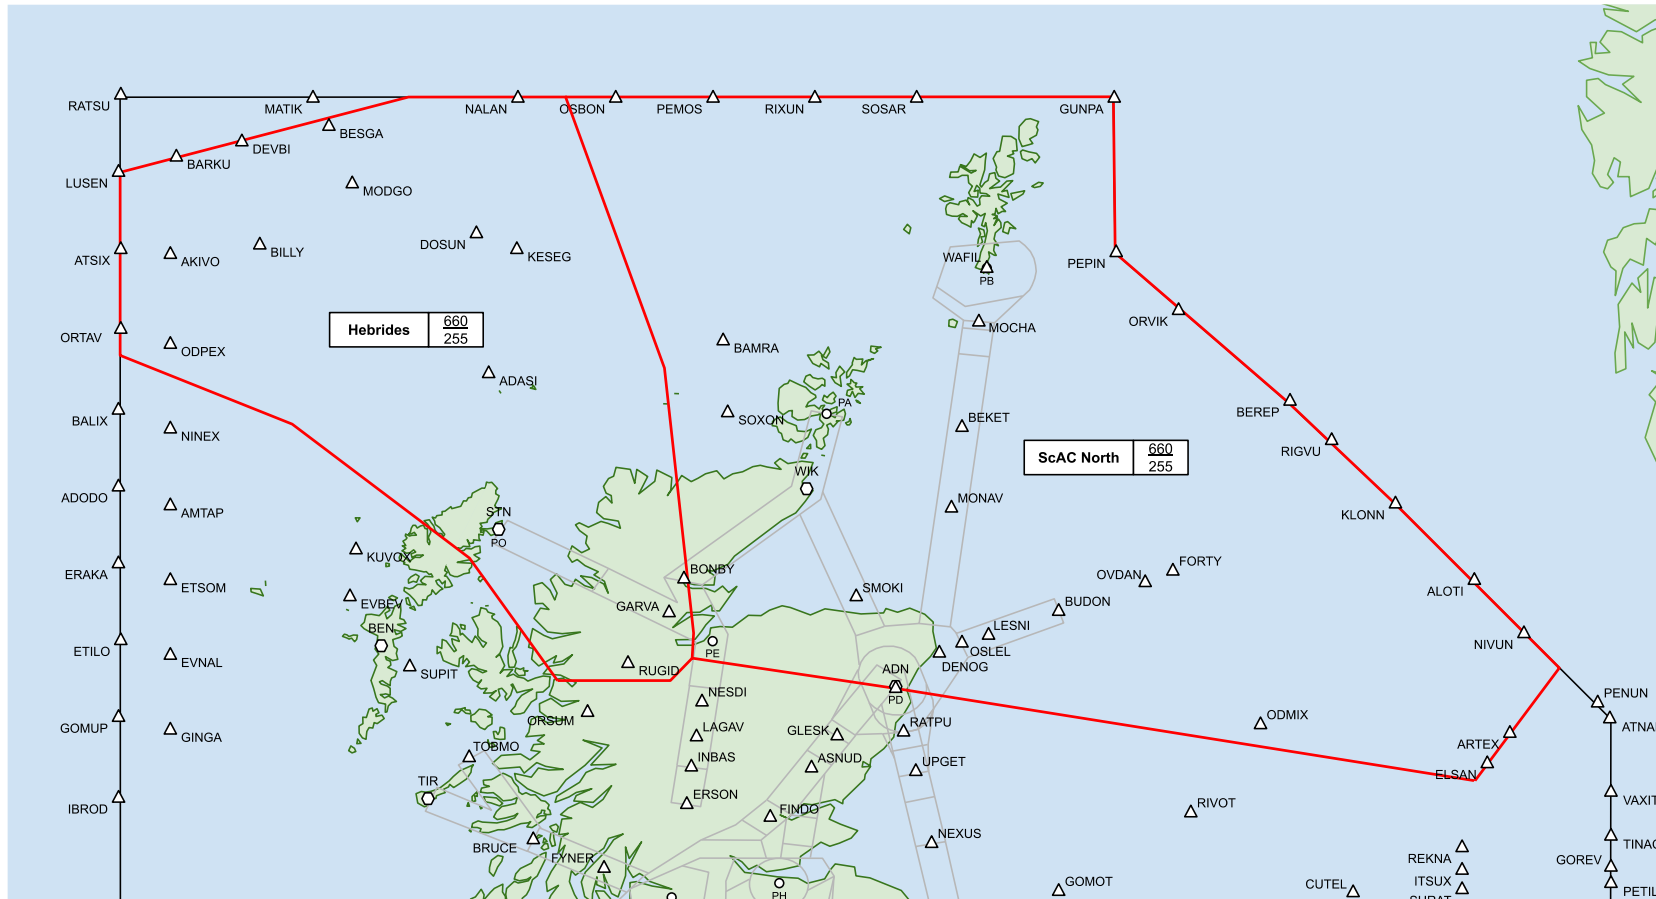 RATSU
MATIK
NALAN
OSBON
PEMOS
RIXUN
SOSAR
GUNPA
BESGA
DEVBI
BARKU
LUSEN
MODGO
DOSUN
KESEG
BILLY
AKIVO
ATSIX
WAFIL
PB
PEPIN
Hebrides
660
255
ORTAV
ODPEX
MOCHA
ORVIK
BAMRA
ADASI
PA
BALIX
NINEX
SOXON
BEKET
BEREP
RIGVU
ScAC North
660
255
WIK
ADODO
AMTAP
STN
PO
MONAV
KLONN
KUVOX
BONBY
FORTY
OVDAN
ERAKA
ETSOM
EVBEV
GARVA
SMOKI
BUDON
ALOTI
BEN
LESNI
OSLEL
ETILO
EVNAL
SUPIT
RUGID
PE
DENOG
NIVUN
ADN
PD
NESDI
PENUN
ORSUM
GOMUP
GINGA
LAGAV
GLESK
RATPU
ODMIX
ATNA
TOBMO
INBAS
ASNUD
UPGET
ARTEX
ELSAN
TIR
IBROD
ERSON
FINDO
RIVOT
VAXIT
BRUCE
FYNER
NEXUS
TINAC
REKNA
GOREV
ITSUX
GOMOT
CUTEL
PETIL
PH
SURAT